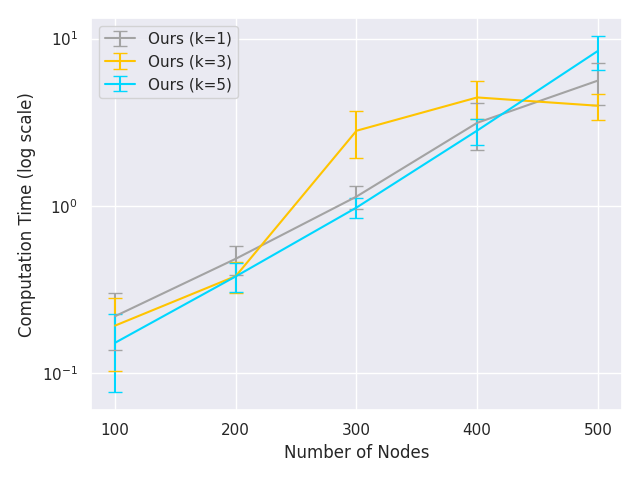 Ours (k=1)
Ours (k=3)
Ours (k=5)
Computation Time (log scale)
10¹
10⁰
10⁻¹
100 200 300 400 500
Number of Nodes